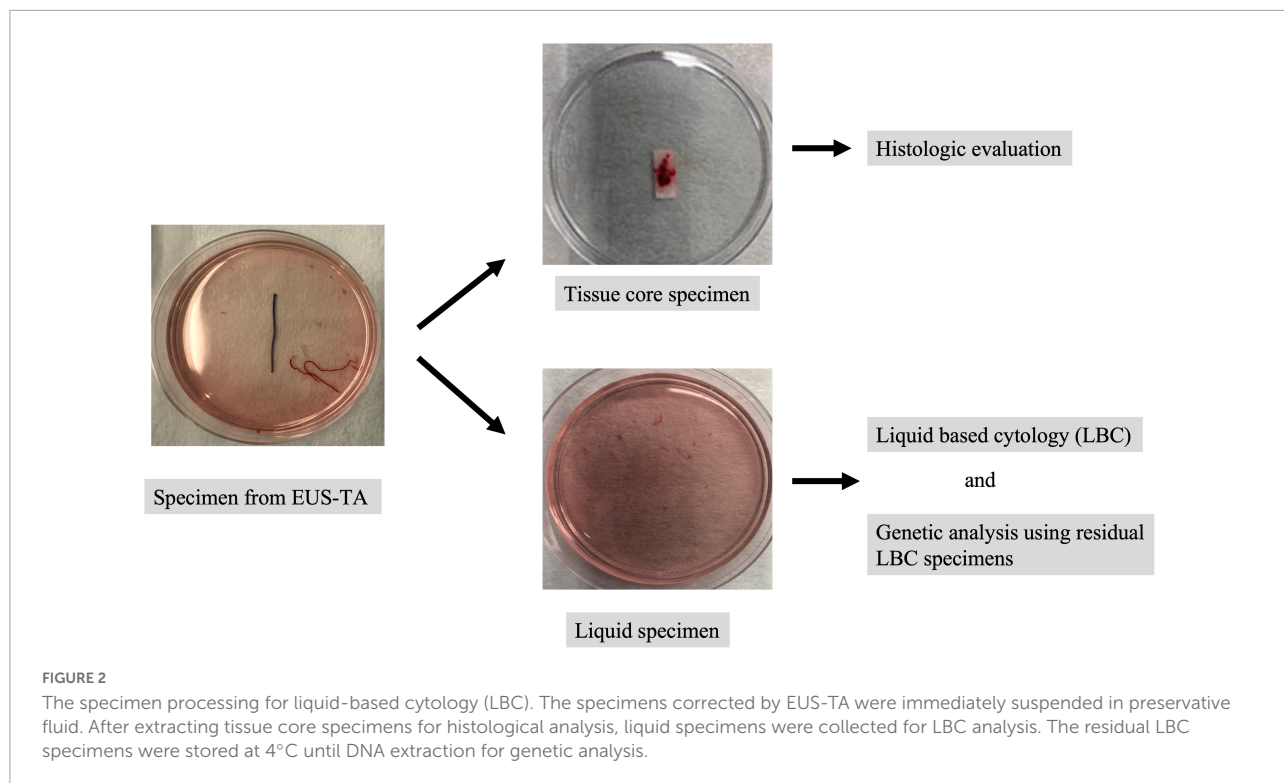 Specimen from EUS-TA
Tissue core specimen
Histologic evaluation
Liquid specimen
Liquid based cytology (LBC)
and
Genetic analysis using residual
LBC specimens
FIGURE 2
The specimen processing for liquid-based cytology (LBC). The specimens corrected by EUS-TA were immediately suspended in preservative
fluid. After extracting tissue core specimens for histological analysis, liquid specimens were collected for LBC analysis. The residual LBC
specimens were stored at 4°C until DNA extraction for genetic analysis.